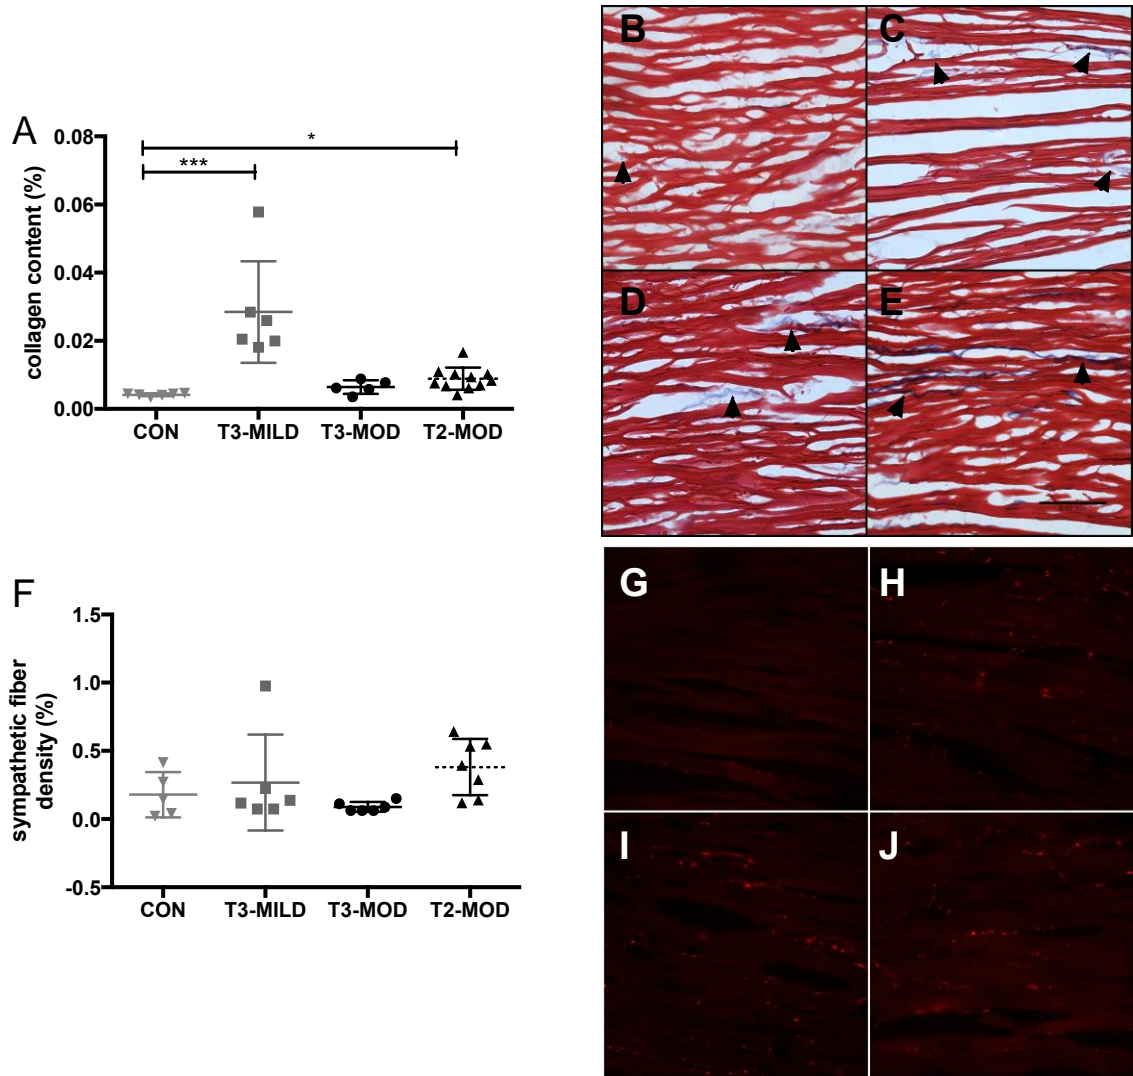 A
collagen content (%)
0.08
0.06
0.04
0.02
0.00
***
*
CON T3-MILD T3-MOD T2-MOD
B
C
D
E
F
sympathetic fiber
density (%)
1.5
1.0
0.5
0.0
-0.5
CON T3-MILD T3-MOD T2-MOD
G
H
I
J